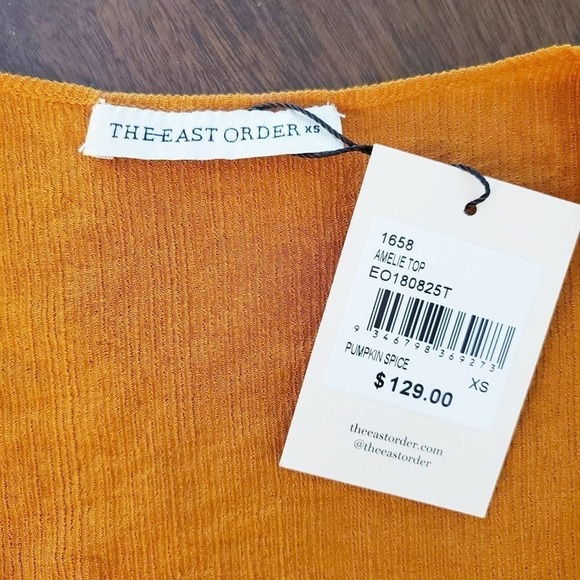 THE EAST ORDER XS
1658
AMELIE TOP
EO180825T
9 346798 369273
PUMPKIN SPICE XS
$129.00
theeastorder.com
@theeastorder